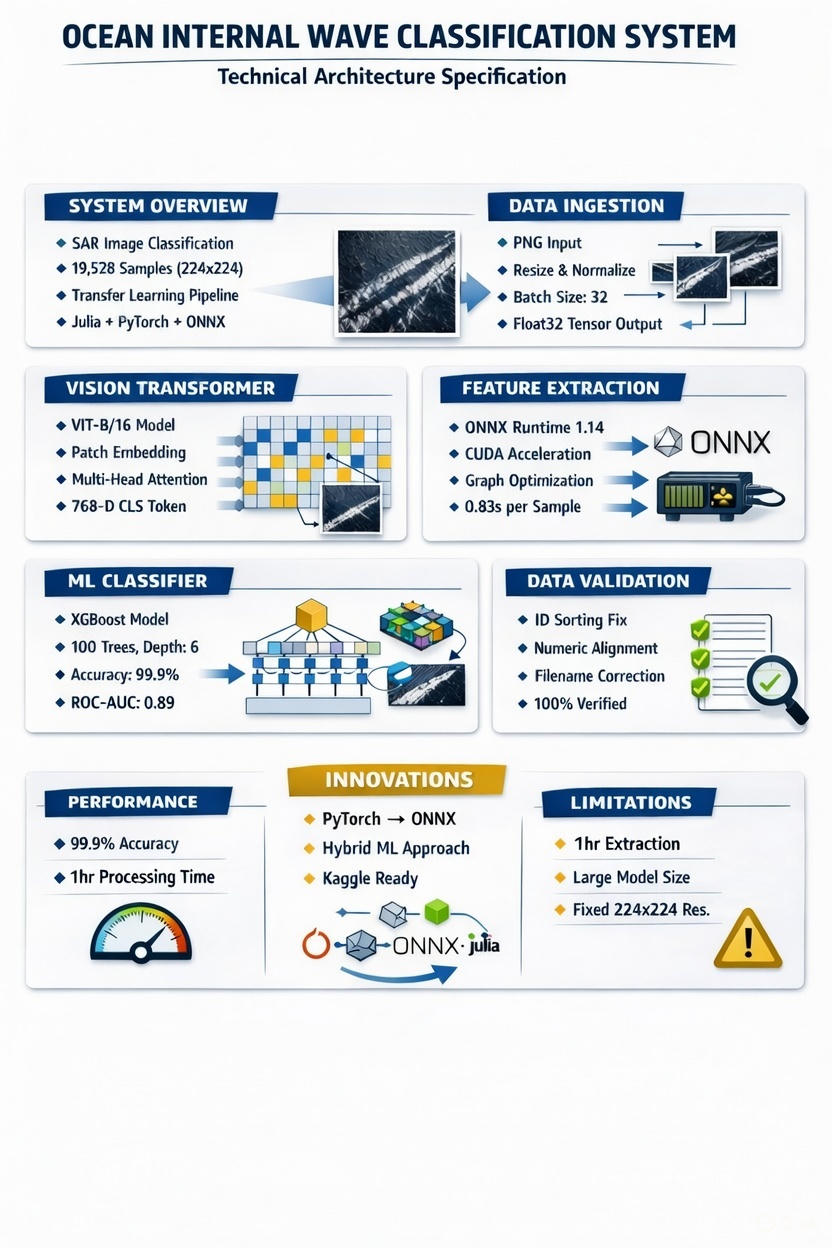 OCEAN INTERNAL WAVE CLASSIFICATION SYSTEM
Technical Architecture Specification
SYSTEM OVERVIEW
SAR Image Classification
19,528 Samples (224x224)
Transfer Learning Pipeline
Julia + PyTorch + ONNX
DATA INGESTION
PNG Input
Resize & Normalize
Batch Size: 32
Float32 Tensor Output
VISION TRANSFORMER
VIT-B/16 Model
Patch Embedding
Multi-Head Attention
768-D CLS Token
FEATURE EXTRACTION
ONNX Runtime 1.14
CUDA Acceleration
Graph Optimization
0.83s per Sample
ONNX
ML CLASSIFIER
XGBoost Model
100 Trees, Depth: 6
Accuracy: 99.9%
ROC-AUC: 0.89
DATA VALIDATION
ID Sorting Fix
Numeric Alignment
Filename Correction
100% Verified
PERFORMANCE
99.9% Accuracy
1hr Processing Time
INNOVATIONS
PyTorch → ONNX
Hybrid ML Approach
Kaggle Ready
ONNX · julia
LIMITATIONS
1hr Extraction
Large Model Size
Fixed 224x224 Res.